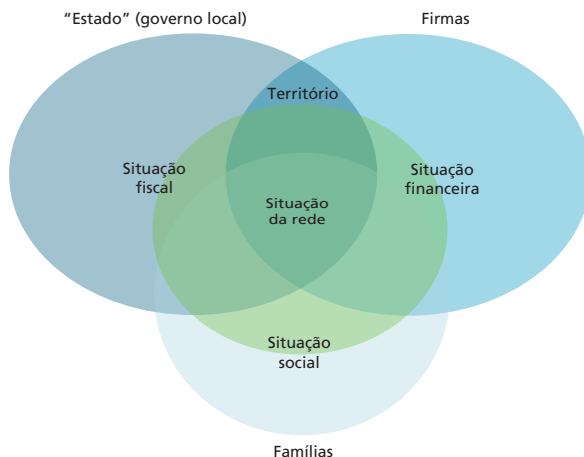 “Estado” (governo local)
Firmas
Território
Situação
fiscal
Situação
financeira
Situação
da rede
Situação
social
Famílias